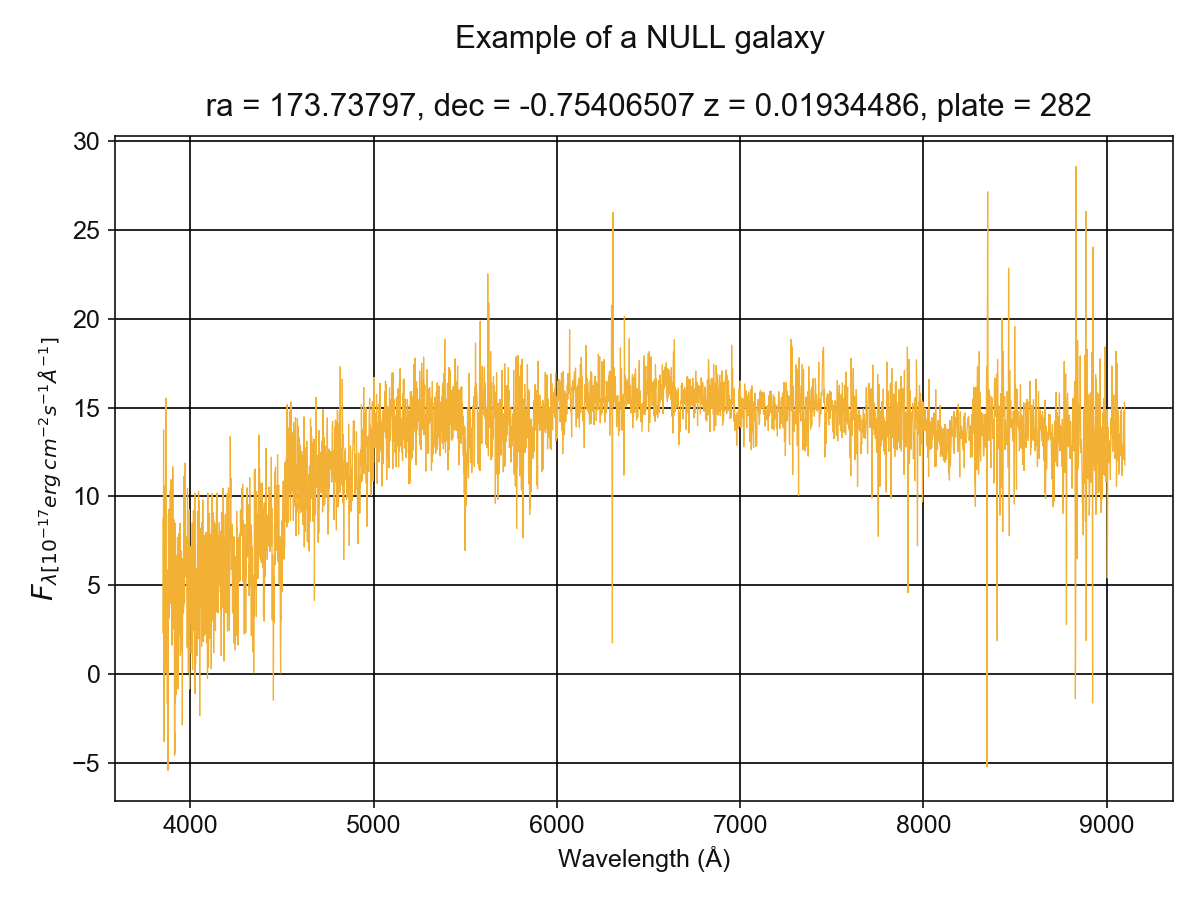 Example of a NULL galaxy
ra = 173.73797, dec = -0.75406507 z = 0.01934486, plate = 282
30
25
20
15
10
5
0
−5
F_λ[10^−17 erg cm^−2 s^−1 Å^−1]
4000 5000 6000 7000 8000 9000
Wavelength (Å)